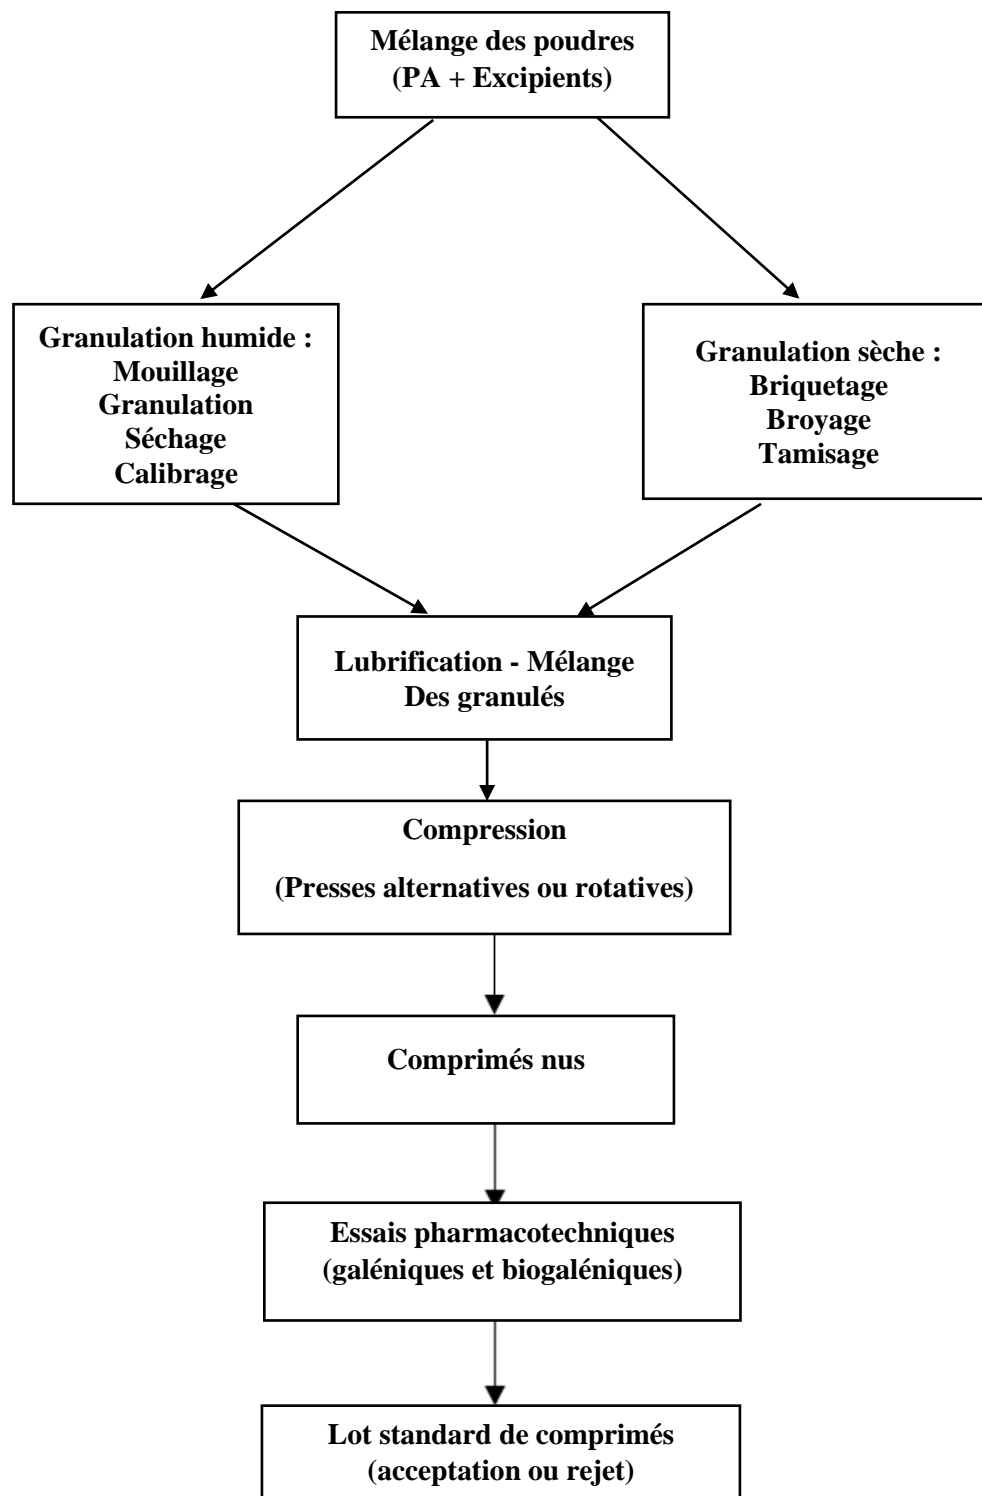 Mélange des poudres
(PA + Excipients)
Granulation humide :
Mouillage
Granulation
Séchage
Calibrage
Granulation sèche :
Briquetage
Broyage
Tamisage
Lubrification - Mélange
Des granulés
Compression
(Presses alternatives ou rotatives)
Comprimés nus
Essais pharmacotechniques
(galéniques et biogaléniques)
Lot standard de comprimés
(acceptation ou rejet)